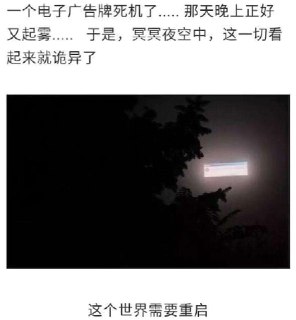 一个电子广告牌死机了..... 那天晚上正好
又起雾..... 于是，冥冥夜空中，这一切看
起来就诡异了
这个世界需要重启